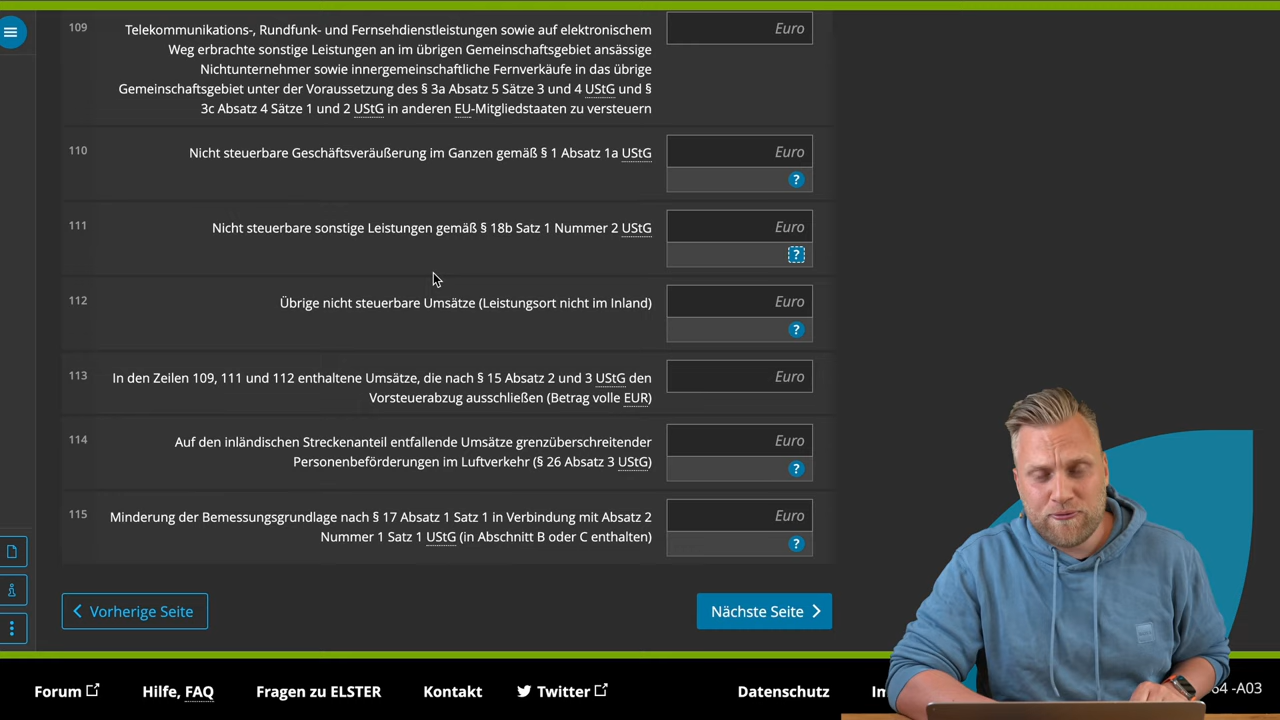 109
Telekommunikations-, Rundfunk- und Fernsehdienstleistungen sowie auf elektronischem
Weg erbrachte sonstige Leistungen an im übrigen Gemeinschaftsgebiet ansässige
Nichtunternehmer sowie innergemeinschaftliche Fernverkäufe in das übrige
Gemeinschaftsgebiet unter der Voraussetzung des § 3a Absatz 5 Sätze 3 und 4 UStG und §
3c Absatz 4 Sätze 1 und 2 UStG in anderen EU-Mitgliedstaaten zu versteuern
Euro
110
Nicht steuerbare Geschäftsveräußerung im Ganzen gemäß § 1 Absatz 1a UStG
Euro
?
111
Nicht steuerbare sonstige Leistungen gemäß § 18b Satz 1 Nummer 2 UStG
Euro
?
112
Übrige nicht steuerbare Umsätze (Leistungsort nicht im Inland)
Euro
?
113
In den Zeilen 109, 111 und 112 enthaltene Umsätze, die nach § 15 Absatz 2 und 3 UStG den
Vorsteuerabzug ausschließen (Betrag volle EUR)
Euro
114
Auf den inländischen Streckenanteil entfallende Umsätze grenzüberschreitender
Personenbeförderungen im Luftverkehr (§ 26 Absatz 3 UStG)
Euro
?
115
Minderung der Bemessungsgrundlage nach § 17 Absatz 1 Satz 1 in Verbindung mit Absatz 2
Nummer 1 Satz 1 UStG (in Abschnitt B oder C enthalten)
Euro
?
Vorherige Seite
Nächste Seite
Forum
Hilfe, FAQ
Fragen zu ELSTER
Kontakt
Twitter
Datenschutz
-A03